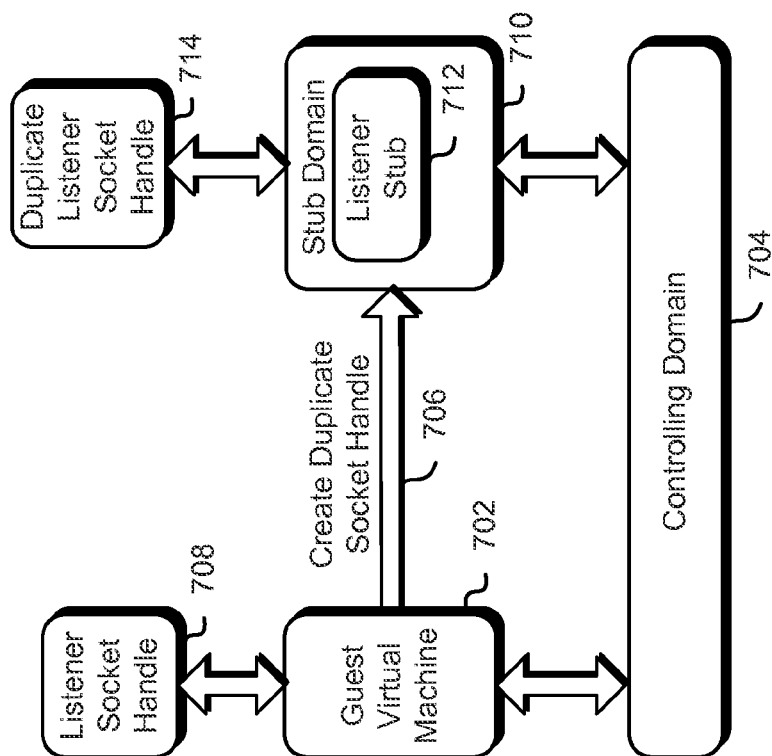 Listener
Socket
Handle
708
Duplicate
Listener
Socket
Handle
714
Create Duplicate
Socket Handle
706
Guest
Virtual
Machine
702
Stub Domain
Listener
Stub
712
710
Controlling Domain
704